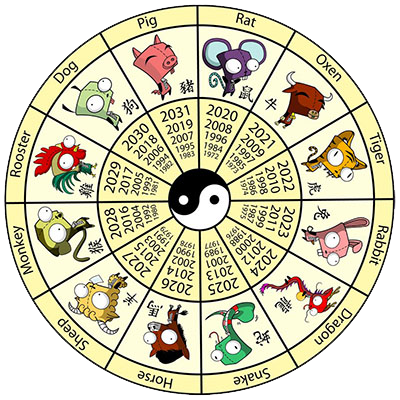 Rat
鼠
2020
2008
1996
1984
1972
Oxen
牛
2021
2009
1997
1985
1973
Tiger
虎
2022
2010
1998
1986
1974
Rabbit
兔
2023
2011
1999
1987
1975
Dragon
龍
2024
2012
2000
1988
1976
Snake
蛇
2025
2013
2001
1989
1977
Horse
馬
2026
2014
2002
1990
1978
Sheep
羊
2027
2015
2003
1991
1979
Monkey
猴
2028
2016
2004
1992
1980
Rooster
雞
2029
2017
2005
1993
1981
Dog
狗
2030
2018
2006
1994
1982
Pig
豬
2031
2019
2007
1995
1983